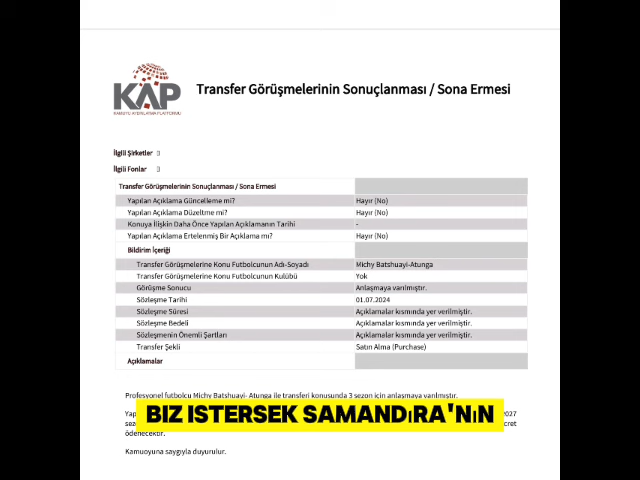 KAP
KAMUYU AYDINLATMA PLATFORMU
Transfer Görüşmelerinin Sonuçlanması / Sona Ermesi
İlgili Şirketler []
İlgili Fonlar []
Transfer Görüşmelerinin Sonuçlanması / Sona Ermesi
Yapılan Açıklama Güncelleme mi? Hayır (No)
Yapılan Açıklama Düzeltme mi? Hayır (No)
Konuya İlişkin Daha Önce Yapılan Açıklamanın Tarihi -
Yapılan Açıklama Ertelenmiş Bir Açıklama mı? Hayır (No)
Bildirim İçeriği
Transfer Görüşmelerine Konu Futbolcunun Adı-Soyadı Michy Batshuayi-Atunga
Transfer Görüşmelerine Konu Futbolcunun Kulübü Yok
Görüşme Sonucu Anlaşmaya varılmıştır.
Sözleşme Tarihi 01.07.2024
Sözleşme Süresi Açıklamalar kısmında yer verilmiştir.
Sözleşme Bedeli Açıklamalar kısmında yer verilmiştir.
Sözleşmenin Önemli Şartları Açıklamalar kısmında yer verilmiştir.
Transfer Şekli Satın Alma (Purchase)
Açıklamalar
Profesyonel futbolcu Michy Batshuayi- Atunga ile transferi konusunda 3 sezon için anlaşmaya varılmıştır.
BIZ ISTERSEK SAMANDıRA'NıN
ödenecektir.
Kamuoyuna saygıyla duyurulur.